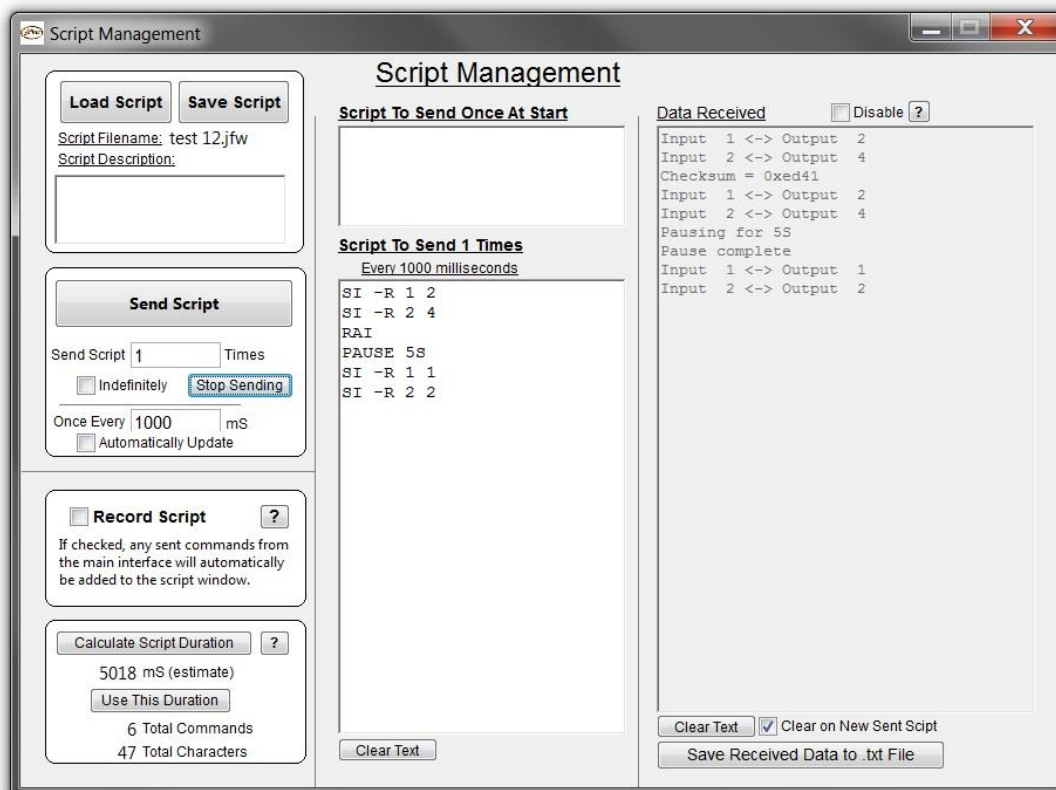 Script Management
Script Management
Load Script Save Script
Script Filename: test 12.jfw
Script Description:
Send Script
Send Script 1 Times
Indefinitely Stop Sending
Once Every 1000 mS
Automatically Update
Record Script ?
If checked, any sent commands from
the main interface will automatically
be added to the script window.
Calculate Script Duration ?
5018 mS (estimate)
Use This Duration
6 Total Commands
47 Total Characters
Script To Send Once At Start
Script To Send 1 Times
Every 1000 milliseconds
SI -R 1 2
SI -R 2 4
RAI
PAUSE 5S
SI -R 1 1
SI -R 2 2
Clear Text
Data Received Disable ?
Input 1 <-> Output 2
Input 2 <-> Output 4
Checksum = 0xed41
Input 1 <-> Output 2
Input 2 <-> Output 4
Pausing for 5S
Pause complete
Input 1 <-> Output 1
Input 2 <-> Output 2
Clear Text Clear on New Sent Scipt
Save Received Data to .txt File